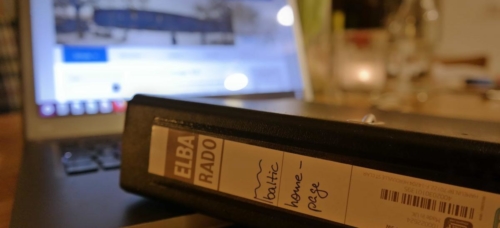 ELBA
RADO
baltic
home-
page